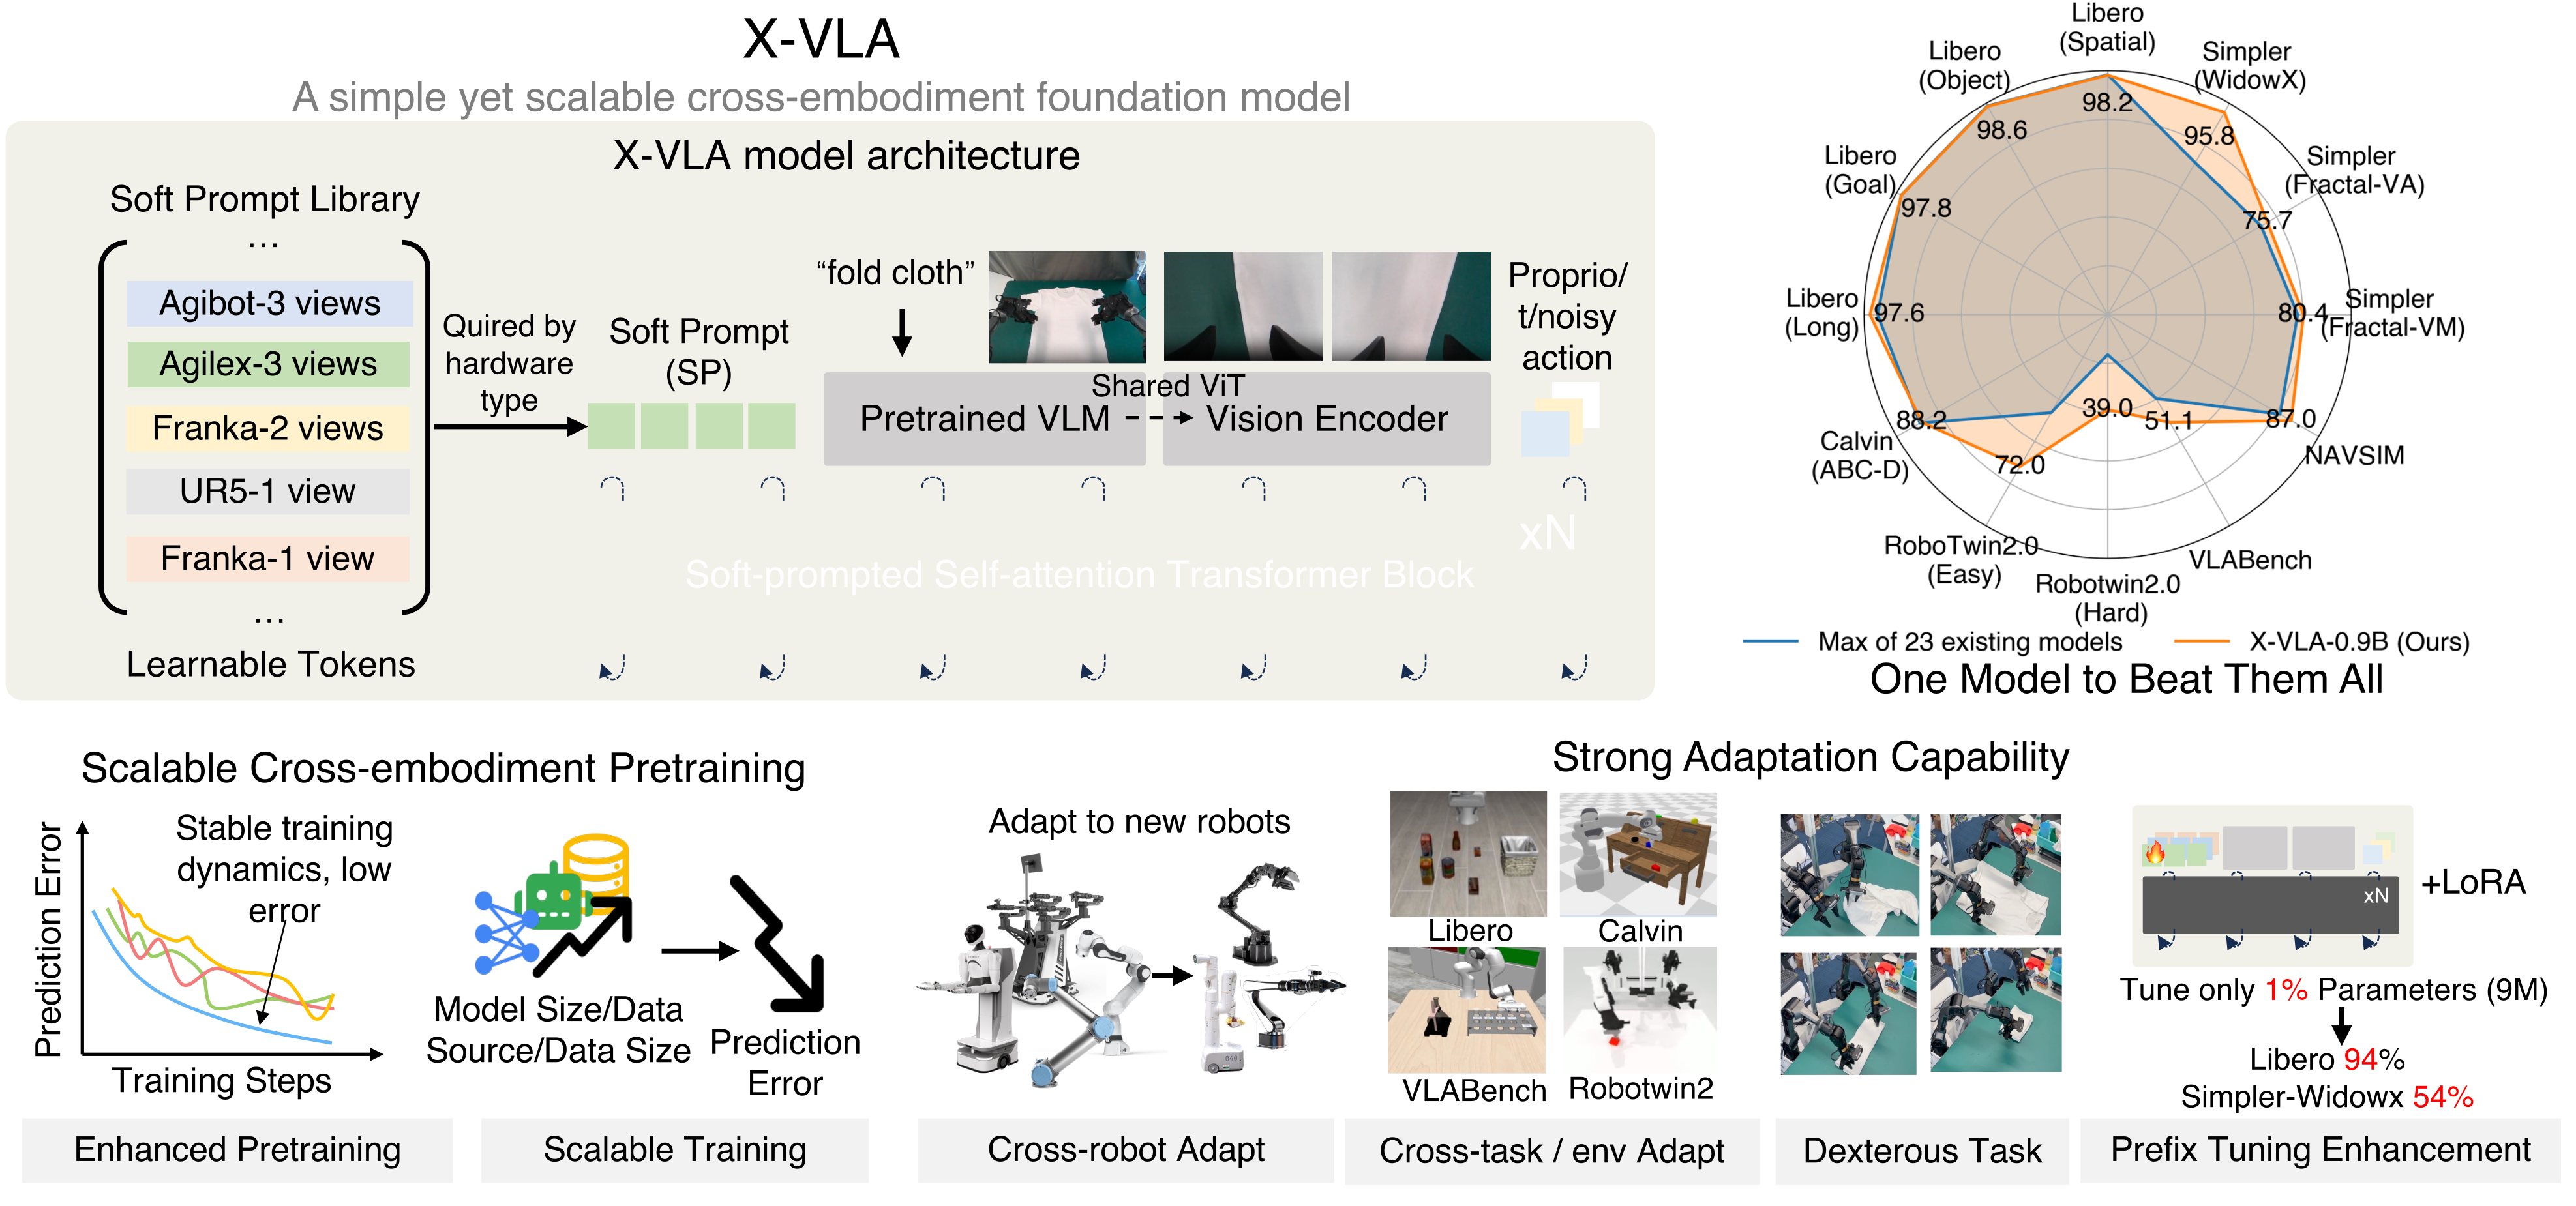 X-VLA
A simple yet scalable cross-embodiment foundation model
X-VLA model architecture
Soft Prompt Library
...
Agibot-3 views
Agilex-3 views
Franka-2 views
UR5-1 view
Franka-1 view
...
Learnable Tokens
Quired by
hardware
type
Soft Prompt
(SP)
“fold cloth”
Proprio/
t/noisy
action
Shared ViT
Pretrained VLM
Vision Encoder
xN
Soft-prompted Self-attention Transformer Block
Libero
(Spatial)
Simpler
(WidowX)
Simpler
(Fractal-VA)
Simpler
(Fractal-VM)
NAVSIM
VLABench
Robotwin2.0
(Hard)
RoboTwin2.0
(Easy)
Calvin
(ABC-D)
Libero
(Long)
Libero
(Goal)
Libero
(Object)
98.2
95.8
75.7
80.4
87.0
51.1
39.0
72.0
88.2
97.6
97.8
98.6
Max of 23 existing models
X-VLA-0.9B (Ours)
One Model to Beat Them All
Scalable Cross-embodiment Pretraining
Prediction Error
Stable training
dynamics, low
error
Training Steps
Enhanced Pretraining
Model Size/Data
Source/Data Size
Prediction
Error
Scalable Training
Strong Adaptation Capability
Adapt to new robots
Cross-robot Adapt
Libero
Calvin
VLABench
Robotwin2
Cross-task / env Adapt
Dexterous Task
xN
+LoRA
Tune only 1% Parameters (9M)
Libero 94%
Simpler-Widowx 54%
Prefix Tuning Enhancement